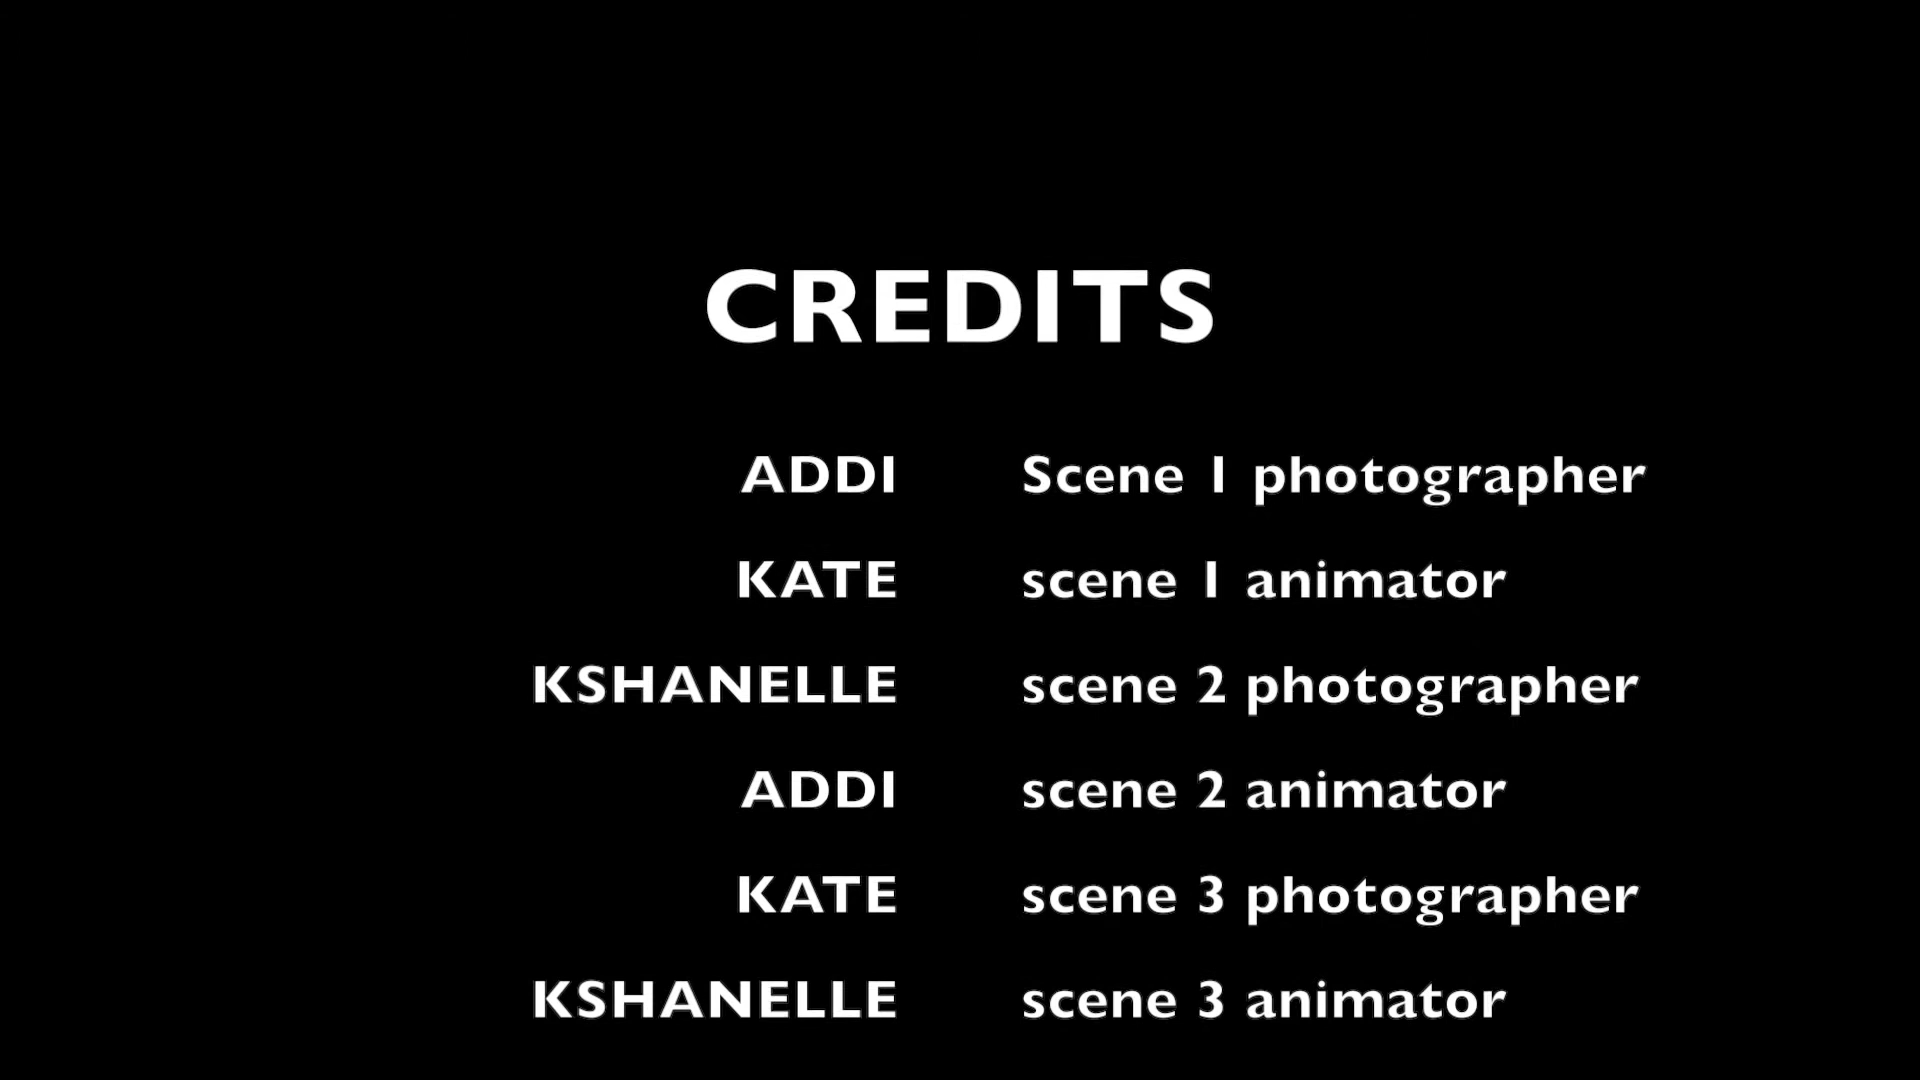 CREDITS
ADDI Scene 1 photographer
KATE scene 1 animator
KSHANELLE scene 2 photographer
ADDI scene 2 animator
KATE scene 3 photographer
KSHANELLE scene 3 animator